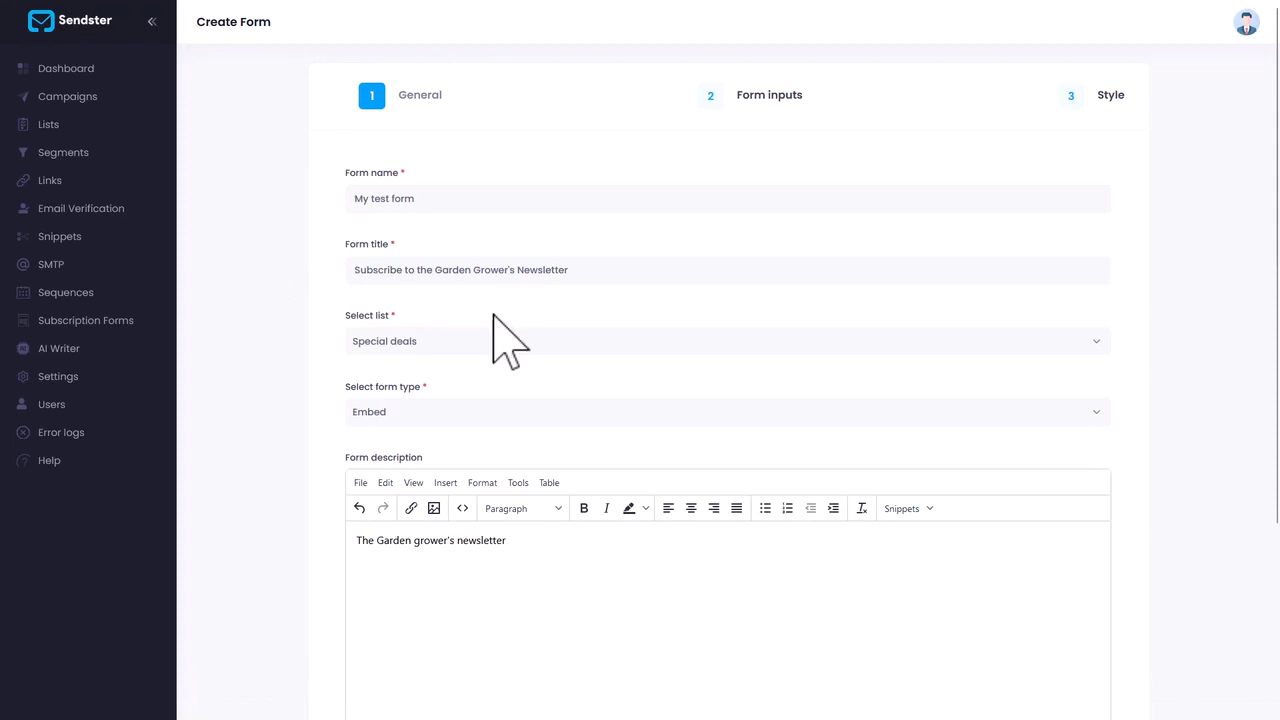 Sendster
Create Form
Dashboard
Campaigns
Lists
Segments
Links
Email Verification
Snippets
SMTP
Sequences
Subscription Forms
AI Writer
Settings
Users
Error logs
Help
1 General
2 Form inputs
3 Style
Form name *
My test form
Form title *
Subscribe to the Garden Grower's Newsletter
Select list *
Special deals
Select form type *
Embed
Form description
File Edit View Insert Format Tools Table
Paragraph B I Snippets
The Garden grower's newsletter